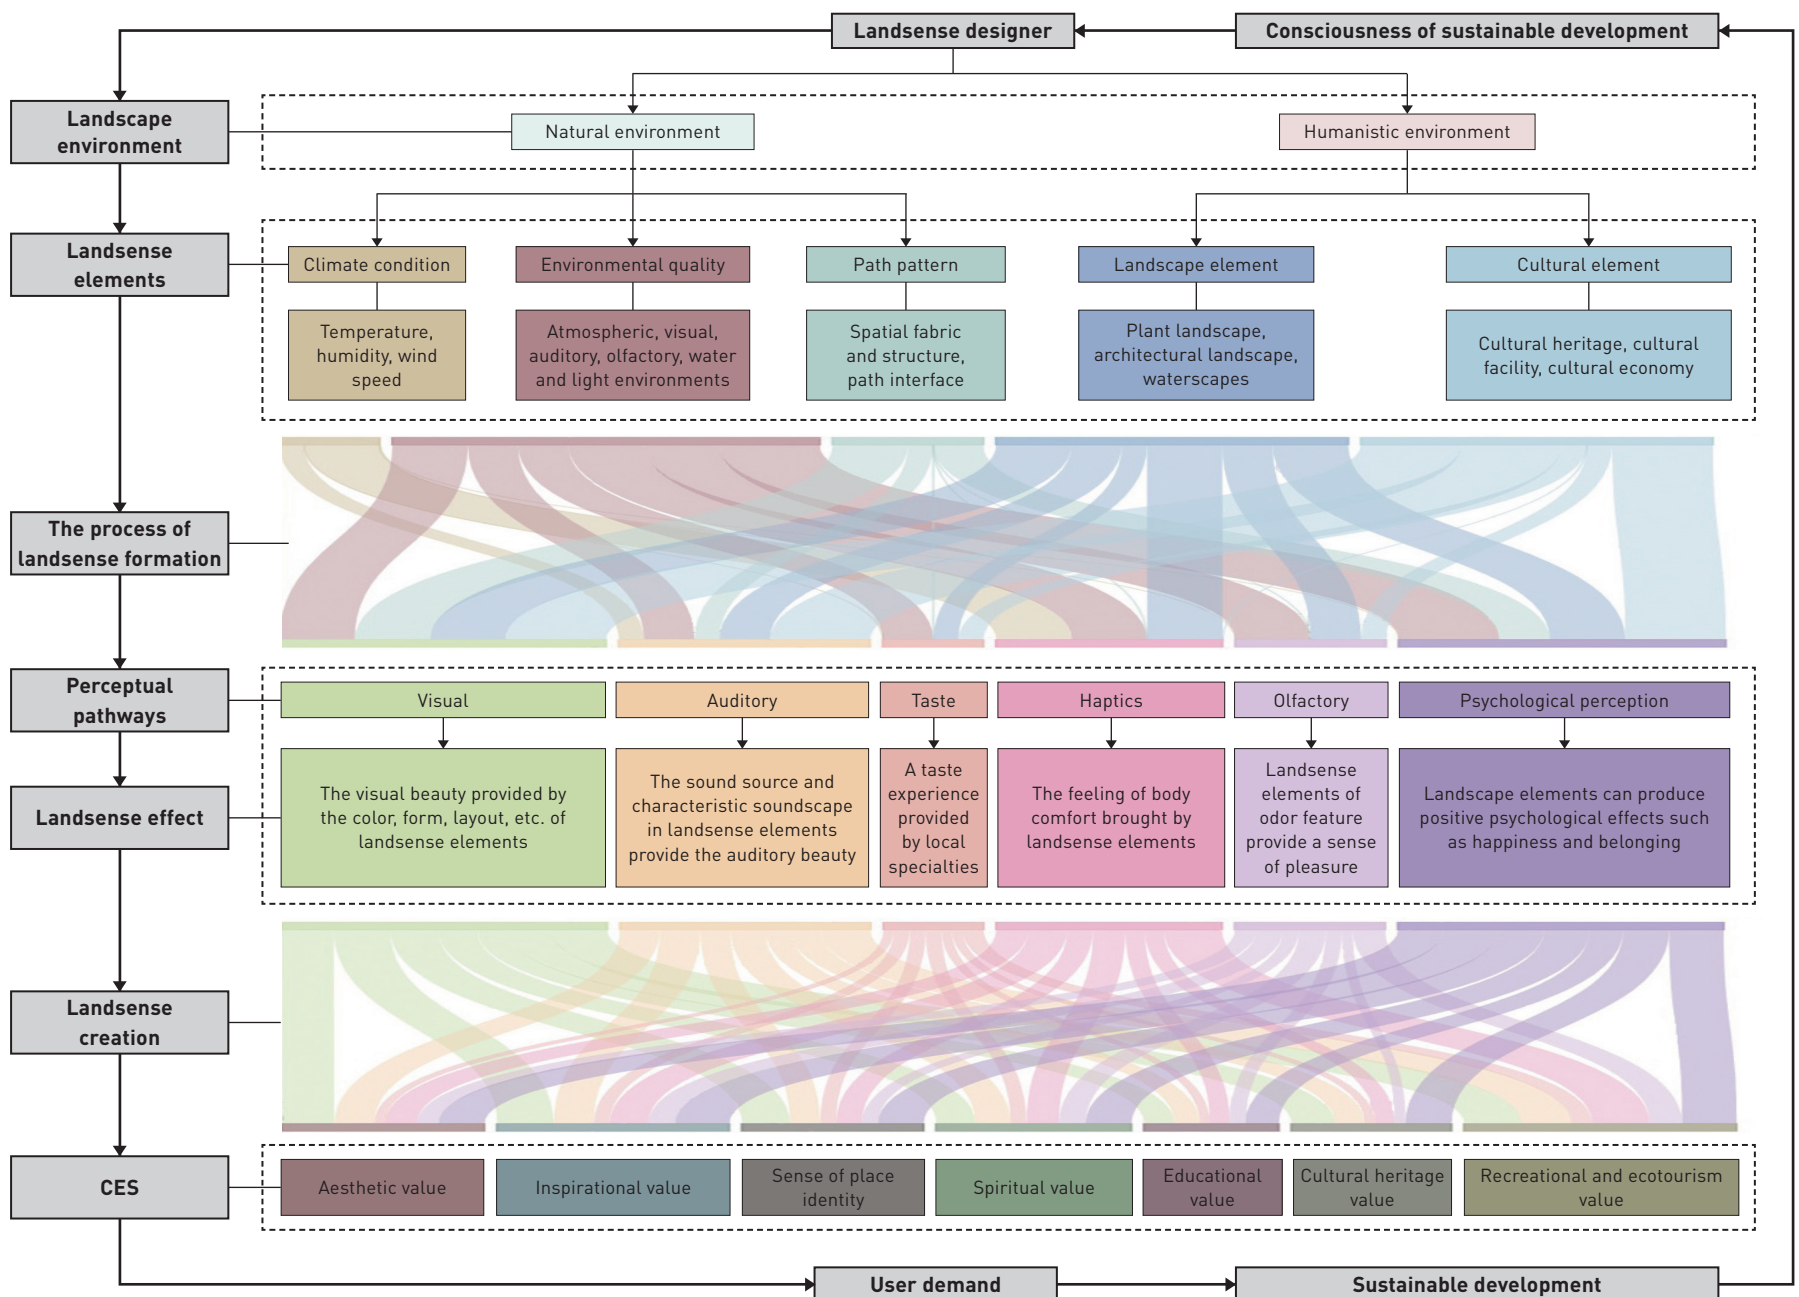 Landsense designer
Consciousness of sustainable development
Landscape
environment
Natural environment
Humanistic environment
Landsense
elements
Climate condition
Environmental quality
Path pattern
Landscape element
Cultural element
Temperature,
humidity, wind
speed
Atmospheric, visual,
auditory, olfactory, water
and light environments
Spatial fabric
and structure,
path interface
Plant landscape,
architectural landscape,
waterscapes
Cultural heritage, cultural
facility, cultural economy
The process of
landsense formation
Perceptual
pathways
Visual
Auditory
Taste
Haptics
Olfactory
Psychological perception
Landsense effect
The visual beauty provided by
the color, form, layout, etc. of
landsense elements
The sound source and
characteristic soundscape
in landsense elements
provide the auditory beauty
A taste
experience
provided
by local
specialties
The feeling of body
comfort brought by
landsense elements
Landsense
elements of
odor feature
provide a sense
of pleasure
Landscape elements can produce
positive psychological effects such
as happiness and belonging
Landsense
creation
CES
Aesthetic value
Inspirational value
Sense of place
identity
Spiritual value
Educational
value
Cultural heritage
value
Recreational and ecotourism
value
User demand
Sustainable development